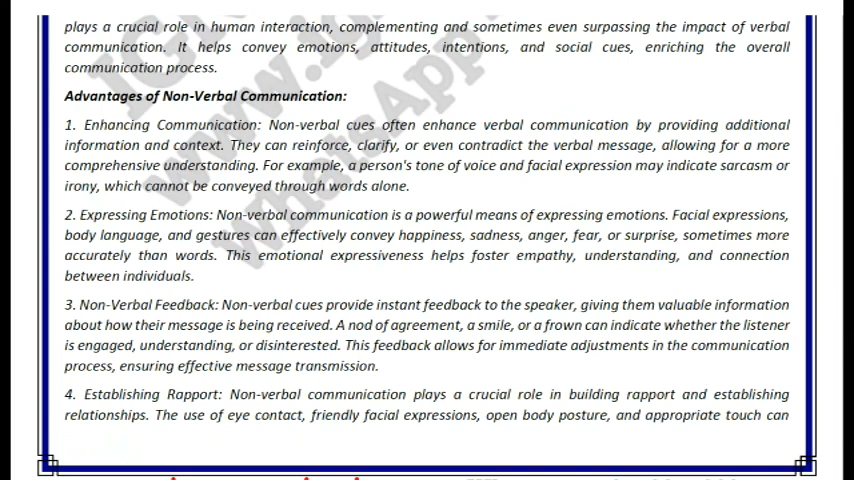 plays a crucial role in human interaction, complementing and sometimes even surpassing the impact of verbal
communication. It helps convey emotions, attitudes, intentions, and social cues, enriching the overall
communication process.
Advantages of Non-Verbal Communication:
1. Enhancing Communication: Non-verbal cues often enhance verbal communication by providing additional
information and context. They can reinforce, clarify, or even contradict the verbal message, allowing for a more
comprehensive understanding. For example, a person's tone of voice and facial expression may indicate sarcasm or
irony, which cannot be conveyed through words alone.
2. Expressing Emotions: Non-verbal communication is a powerful means of expressing emotions. Facial expressions,
body language, and gestures can effectively convey happiness, sadness, anger, fear, or surprise, sometimes more
accurately than words. This emotional expressiveness helps foster empathy, understanding, and connection
between individuals.
3. Non-Verbal Feedback: Non-verbal cues provide instant feedback to the speaker, giving them valuable information
about how their message is being received. A nod of agreement, a smile, or a frown can indicate whether the listener
is engaged, understanding, or disinterested. This feedback allows for immediate adjustments in the communication
process, ensuring effective message transmission.
4. Establishing Rapport: Non-verbal communication plays a crucial role in building rapport and establishing
relationships. The use of eye contact, friendly facial expressions, open body posture, and appropriate touch can
WhatsApp